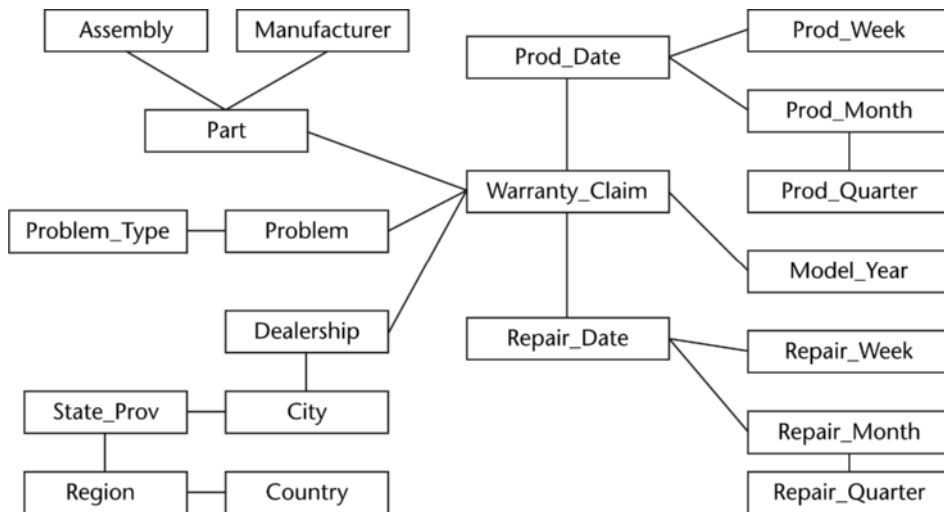 Assembly
Manufacturer
Part
Problem_Type
Problem
Dealership
State_Prov
City
Region
Country
Prod_Date
Warranty_Claim
Repair_Date
Prod_Week
Prod_Month
Prod_Quarter
Model_Year
Repair_Week
Repair_Month
Repair_Quarter